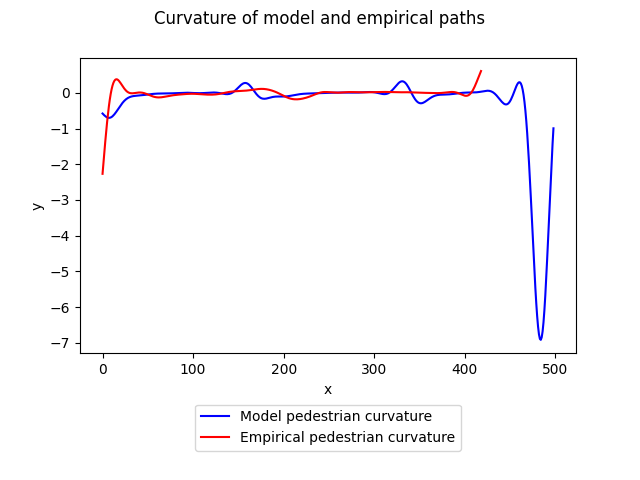 Curvature of model and empirical paths
0
−1
−2
−3
−4
−5
−6
−7
y
0 100 200 300 400 500
x
Model pedestrian curvature
Empirical pedestrian curvature